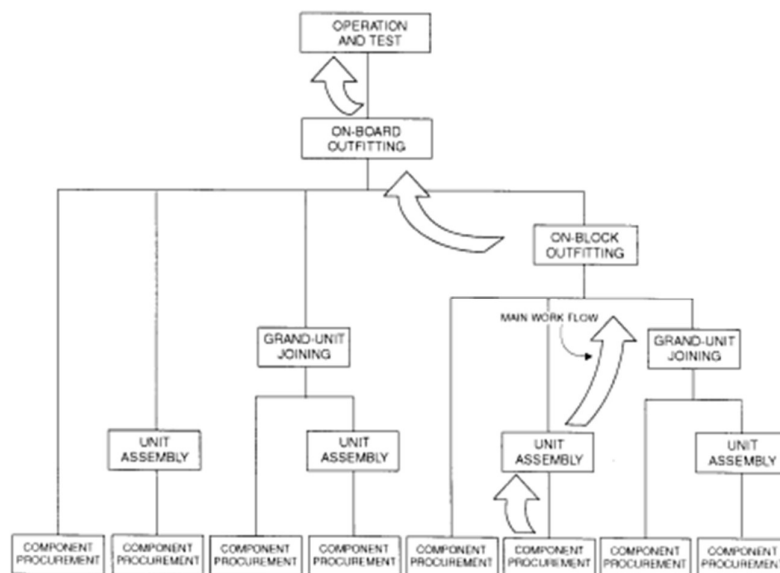 OPERATION
AND TEST
ON-BOARD
OUTFITTING
ON-BLOCK
OUTFITTING
MAIN WORK FLOW
GRAND-UNIT
JOINING
GRAND-UNIT
JOINING
UNIT
ASSEMBLY
UNIT
ASSEMBLY
UNIT
ASSEMBLY
UNIT
ASSEMBLY
COMPONENT
PROCUREMENT
COMPONENT
PROCUREMENT
COMPONENT
PROCUREMENT
COMPONENT
PROCUREMENT
COMPONENT
PROCUREMENT
COMPONENT
PROCUREMENT
COMPONENT
PROCUREMENT
COMPONENT
PROCUREMENT